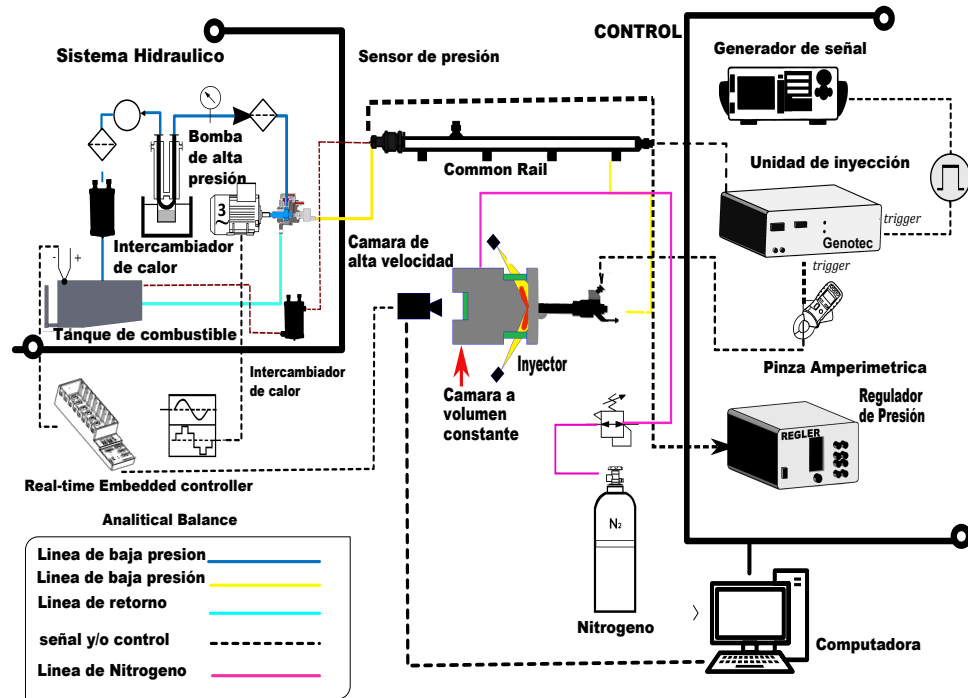 Sistema Hidraulico
Sensor de presión
CONTROL
Generador de señal
Bomba
de alta
presión
3
~
Common Rail
Unidad de inyección
trigger
Genotec
trigger
Intercambiador
de calor
- +
Camara de
alta velocidad
Tanque de combustible
Inyector
Intercambiador
de calor
Camara a
volumen
constante
Pinza Amperimetrica
Regulador
de Presión
REGLER
Real-time Embedded controller
N₂
Nitrogeno
Computadora
Analitical Balance
Linea de baja presion
Linea de baja presión
Linea de retorno
señal y/o control
Linea de Nitrogeno